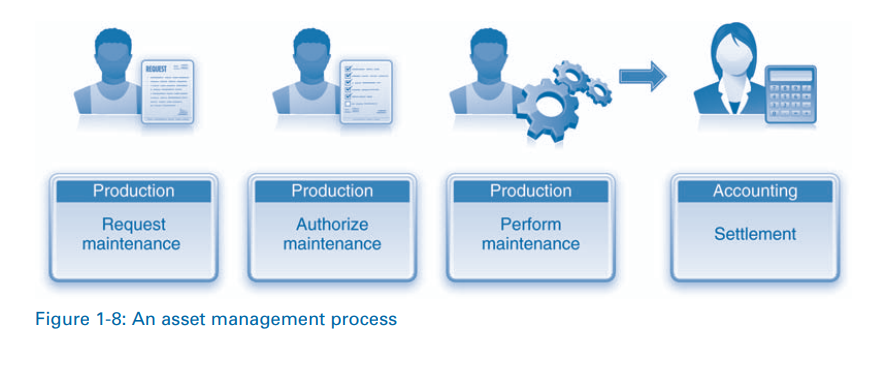 REQUEST
Production
Request
maintenance
Production
Authorize
maintenance
Production
Perform
maintenance
Accounting
Settlement
Figure 1-8: An asset management process